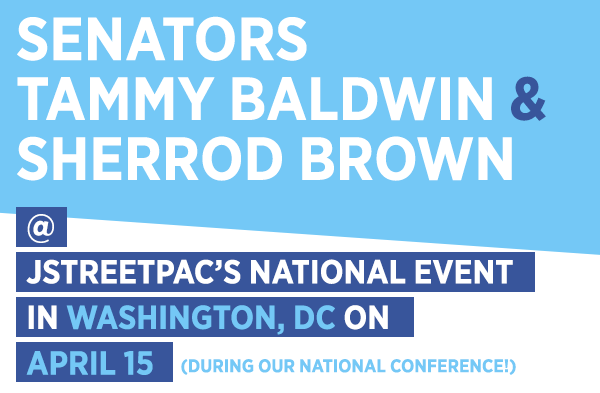 SENATORS
TAMMY BALDWIN &
SHERROD BROWN
@
JSTREETPAC'S NATIONAL EVENT
IN WASHINGTON, DC ON
APRIL 15 (DURING OUR NATIONAL CONFERENCE!)